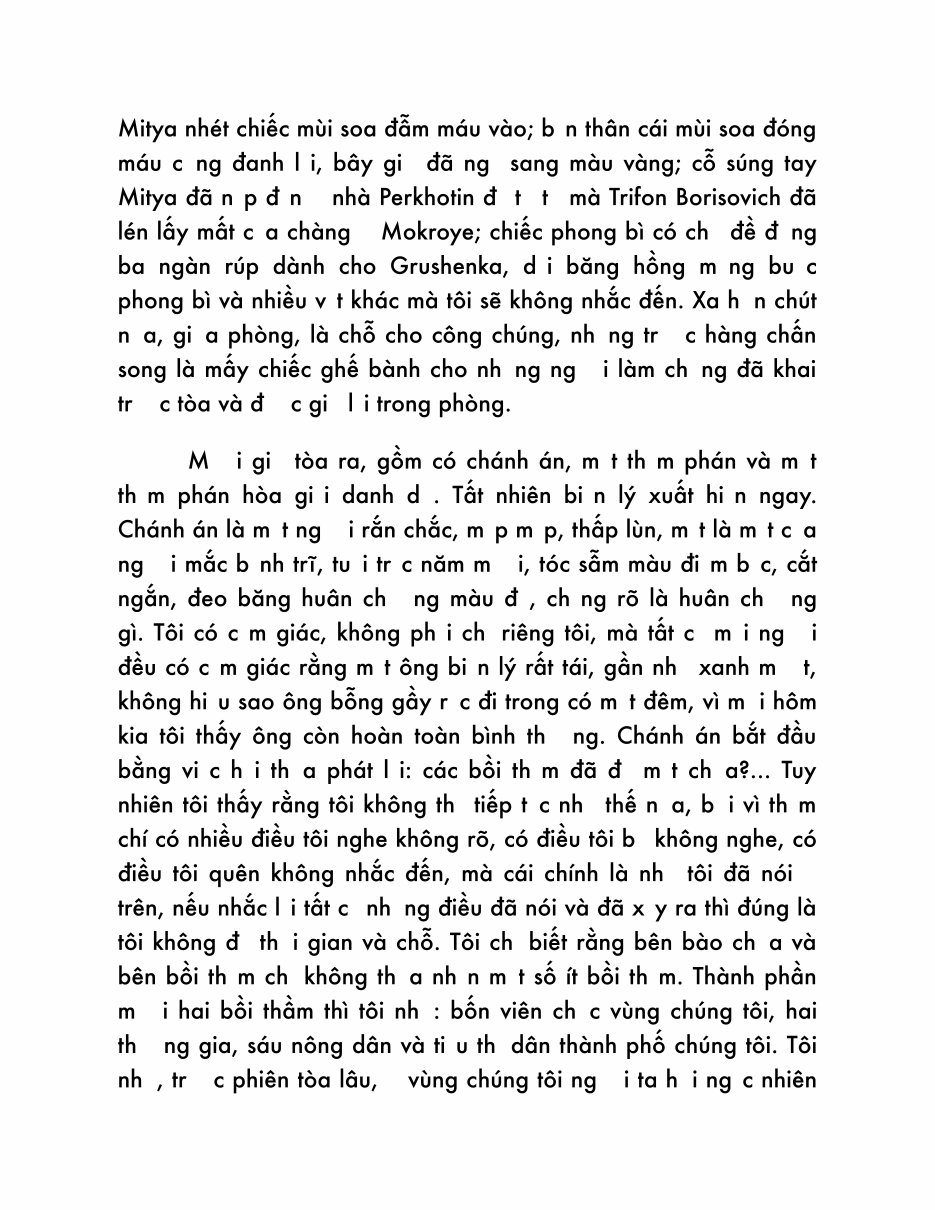 Mitya nhét chiếc mùi soa đẫm máu vào; b n thân cái mùi soa đóng
máu c ng đanh l i, bây gi đã ng sang màu vàng; cỗ súng tay
Mitya đã n p đ n nhà Perkhotin đ t t mà Trifon Borisovich đã
lén lấy mất c a chàng Mokroye; chiếc phong bì có ch đề đ ng
ba ngàn rúp dành cho Grushenka, d i băng hồng m ng bu c
phong bì và nhiều v t khác mà tôi sẽ không nhắc đến. Xa h n chút
n a, gi a phòng, là chỗ cho công chúng, nh ng tr c hàng chấn
song là mấy chiếc ghế bành cho nh ng ng i làm ch ng đã khai
tr c tòa và đ c gi l i trong phòng.
M i gi tòa ra, gồm có chánh án, m t th m phán và m t
th m phán hòa gi i danh d . Tất nhiên bi n lý xuất hi n ngay.
Chánh án là m t ng i rắn chắc, m p m p, thấp lùn, m t là m t c a
ng i mắc b nh trĩ, tu i tr c năm m i, tóc sẫm màu đi m b c, cắt
ngắn, đeo băng huân ch ng màu đ , ch ng rõ là huân ch ng
gì. Tôi có c m giác, không ph i ch riêng tôi, mà tất c m i ng i
đều có c m giác rằng m t ông bi n lý rất tái, gần nh xanh m t,
không hi u sao ông bỗng gầy r c đi trong có m t đêm, vì m i hôm
kia tôi thấy ông còn hoàn toàn bình th ng. Chánh án bắt đầu
bằng vi c h i th a phát l i: các bồi th m đã đ m t ch a?... Tuy
nhiên tôi thấy rằng tôi không th tiếp t c nh thế n a, b i vì th m
chí có nhiều điều tôi nghe không rõ, có điều tôi b không nghe, có
điều tôi quên không nhắc đến, mà cái chính là nh tôi đã nói
trên, nếu nhắc l i tất c nh ng điều đã nói và đã x y ra thì đúng là
tôi không đ th i gian và chỗ. Tôi ch biết rằng bên bào ch a và
bên bồi th m ch không th a nh n m t số ít bồi th m. Thành phần
m i hai bồi thầm thì tôi nh : bốn viên ch c vùng chúng tôi, hai
th ng gia, sáu nông dân và ti u th dân thành phố chúng tôi. Tôi
nh , tr c phiên tòa lâu, vùng chúng tôi ng i ta h i ng c nhiên